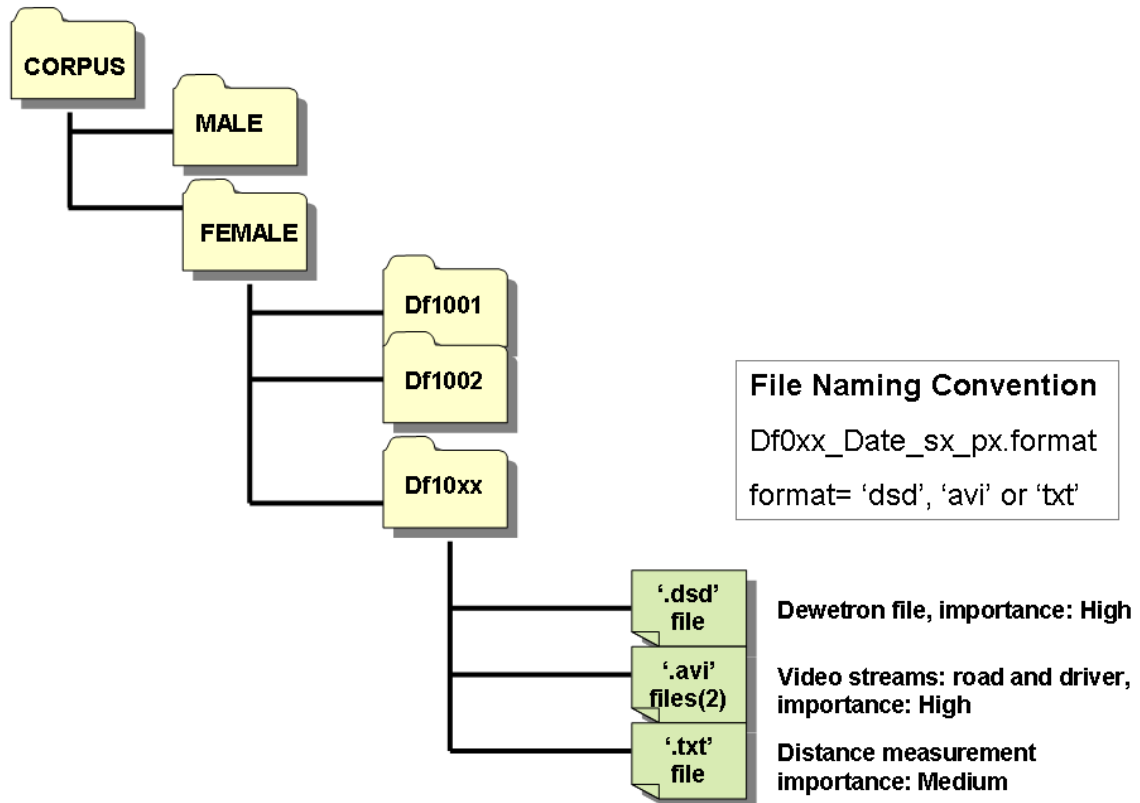 CORPUS
MALE
FEMALE
Df1001
Df1002
Df10xx
File Naming Convention
Df0xx_Date_sx_px.format
format= ‘dsd’, ‘avi’ or ‘txt’
‘.dsd’
file
Dewetron file, importance: High
‘.avi’
files(2)
Video streams: road and driver,
importance: High
‘.txt’
file
Distance measurement
importance: Medium